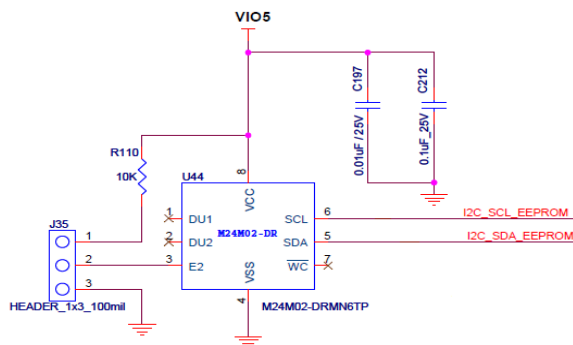 VIO5
C197
0.01uF / 25V
C212
0.1uF_25V
R110
10K
U44
8
VCC
J35
1
2
3
HEADER_1x3_100mil
1
DU1
2
DU2
3
E2
M24M02-DR
SCL
6
I2C_SCL_EEPROM
SDA
5
I2C_SDA_EEPROM
WC
7
VSS
4
M24M02-DRMN6TP